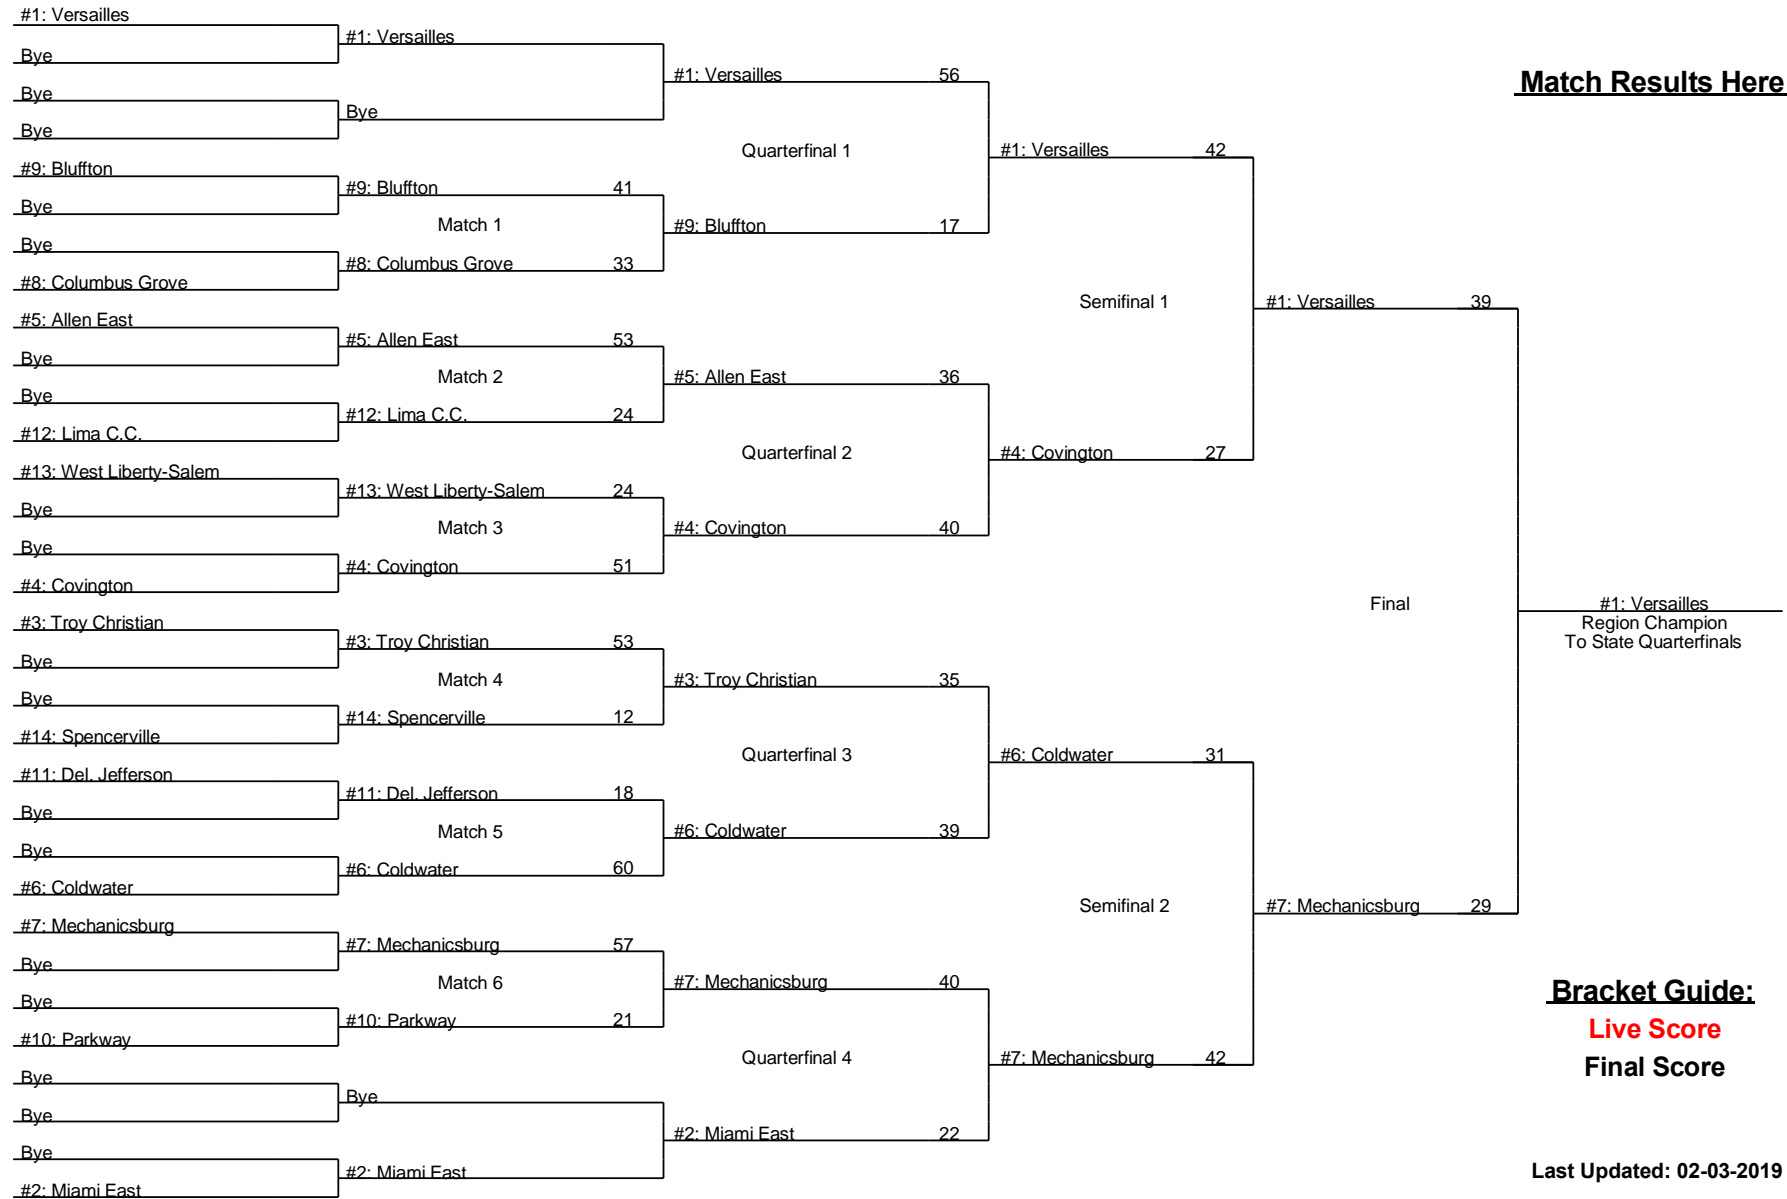 #1: Versailles
Bye
Bye
Bye
#9: Bluffton
Bye
Bye
#8: Columbus Grove
#5: Allen East
Bye
Bye
#12: Lima C.C.
#13: West Liberty-Salem
Bye
Bye
#4: Covington
#3: Troy Christian
Bye
Bye
#14: Spencerville
#11: Del. Jefferson
Bye
Bye
#6: Coldwater
#7: Mechanicsburg
Bye
Bye
#10: Parkway
Bye
Bye
Bye
#2: Miami East
#1: Versailles
Bye
#9: Bluffton 41
Match 1
#8: Columbus Grove 33
#5: Allen East 53
Match 2
#12: Lima C.C. 24
#13: West Liberty-Salem 24
Match 3
#4: Covington 51
#3: Troy Christian 53
Match 4
#14: Spencerville 12
#11: Del. Jefferson 18
Match 5
#6: Coldwater 60
#7: Mechanicsburg 57
Match 6
#10: Parkway 21
Bye
#2: Miami East
#1: Versailles 56
Quarterfinal 1
#9: Bluffton 17
#5: Allen East 36
Quarterfinal 2
#4: Covington 40
#3: Troy Christian 35
Quarterfinal 3
#6: Coldwater 39
#7: Mechanicsburg 40
Quarterfinal 4
#2: Miami East 22
#1: Versailles 42
Semifinal 1
#4: Covington 27
#6: Coldwater 31
Semifinal 2
#7: Mechanicsburg 42
#1: Versailles 39
Final
#7: Mechanicsburg 29
Match Results Here
#1: Versailles
Region Champion
To State Quarterfinals
Bracket Guide:
Live Score
Final Score
Last Updated: 02-03-2019